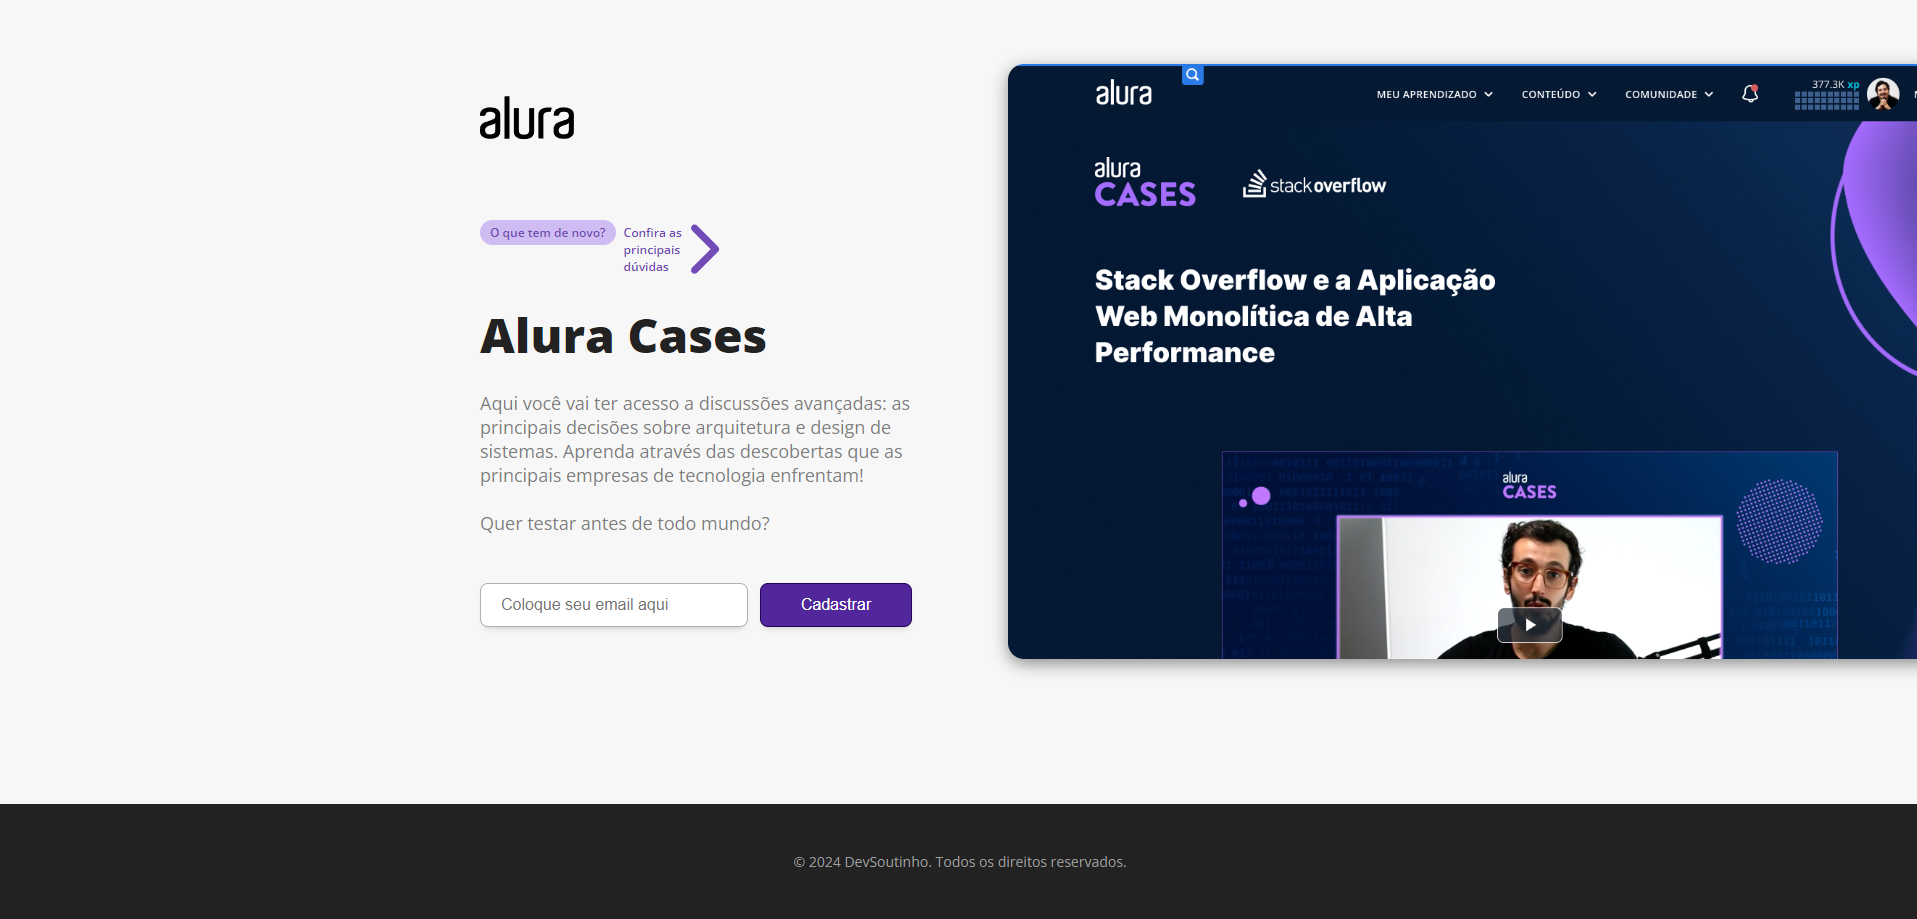 alura
O que tem de novo?
Confira as
principais
dúvidas
Alura Cases
Aqui você vai ter acesso a discussões avançadas: as
principais decisões sobre arquitetura e design de
sistemas. Aprenda através das descobertas que as
principais empresas de tecnologia enfrentam!
Quer testar antes de todo mundo?
Coloque seu email aqui
Cadastrar
alura
MEU APRENDIZADO
CONTEÚDO
COMUNIDADE
377.3K xp
alura
CASES
stackoverflow
Stack Overflow e a Aplicação
Web Monolítica de Alta
Performance
alura
CASES
© 2024 DevSoutinho. Todos os direitos reservados.